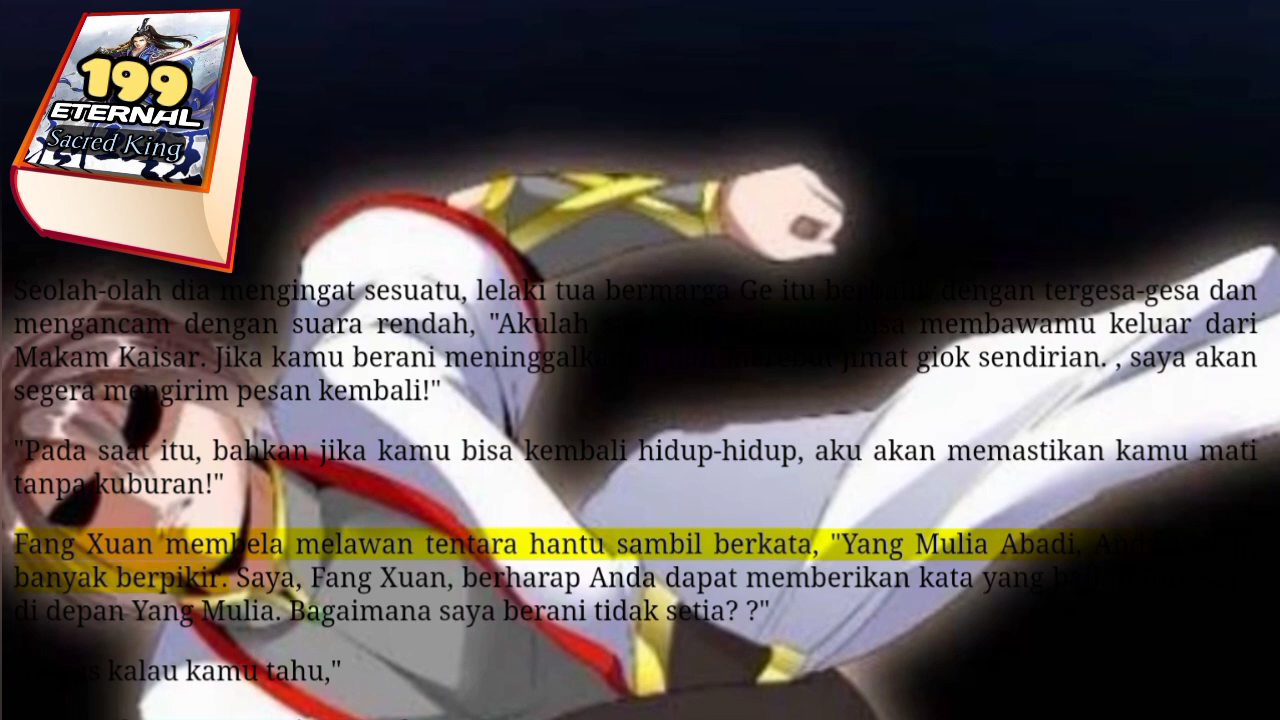 199
ETERNAL
Sacred King
Seolah-olah dia mengingat sesuatu, lelaki tua bermarga Ge itu dengan tergesa-gesa dan
mengancam dengan suara rendah, "Akulah bisa membawamu keluar dari
Makam Kaisar. Jika kamu berani jimat giok sendirian. , saya akan
segera mengirim pesan kembali!"
"Pada saat itu, bahkan jika kamu bisa kembali hidup-hidup, aku akan memastikan kamu mati
tanpa kuburan!"
Fang Xuan membela melawan tentara hantu sambil berkata, "Yang Mulia Abadi,
banyak berpikir. Saya, Fang Xuan, berharap Anda dapat memberikan kata yang
di depan Yang Mulia. Bagaimana saya berani tidak setia? ?"
kalau kamu tahu,"